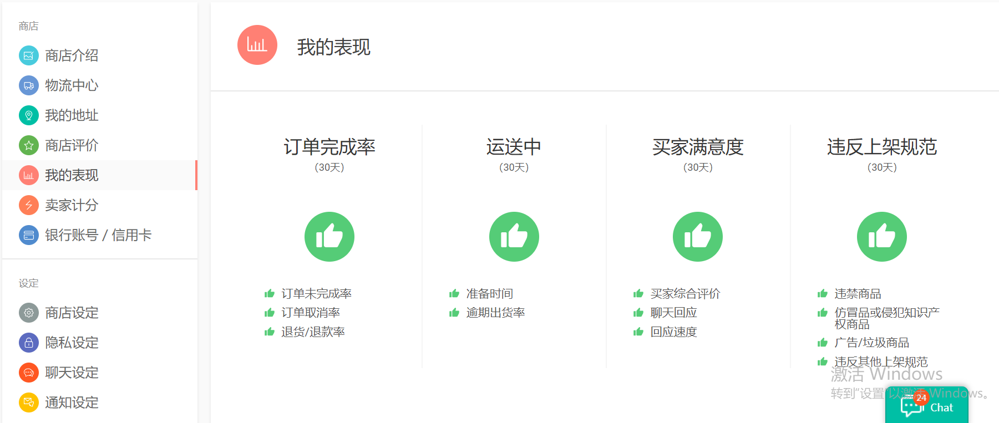 商店
商店介绍
物流中心
我的地址
商店评价
我的表现
卖家计分
银行账号 / 信用卡
设定
商店设定
隐私设定
聊天设定
通知设定
我的表现
订单完成率
(30天)
订单未完成率
订单取消率
退货/退款率
运送中
(30天)
准备时间
逾期出货率
买家满意度
(30天)
买家综合评价
聊天回应
回应速度
违反上架规范
(30天)
违禁商品
仿冒品或侵犯知识产
权商品
广告/垃圾商品
违反其他上架规范
激活 Windows
转到“设置”以激活 Windows。
24
Chat